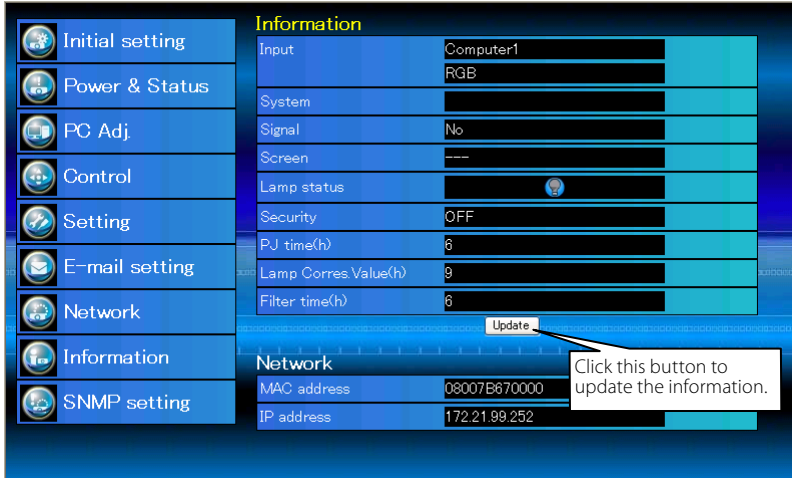 Initial setting
Power & Status
PC Adj.
Control
Setting
E-mail setting
Network
Information
SNMP setting
Information
Input Computer1
RGB
System
Signal No
Screen ---
Lamp status
Security OFF
PJ time(h) 6
Lamp Corres.Value(h) 9
Filter time(h) 6
Update
Click this button to
update the information.
Network
MAC address 08007B670000
IP address 172.21.99.252